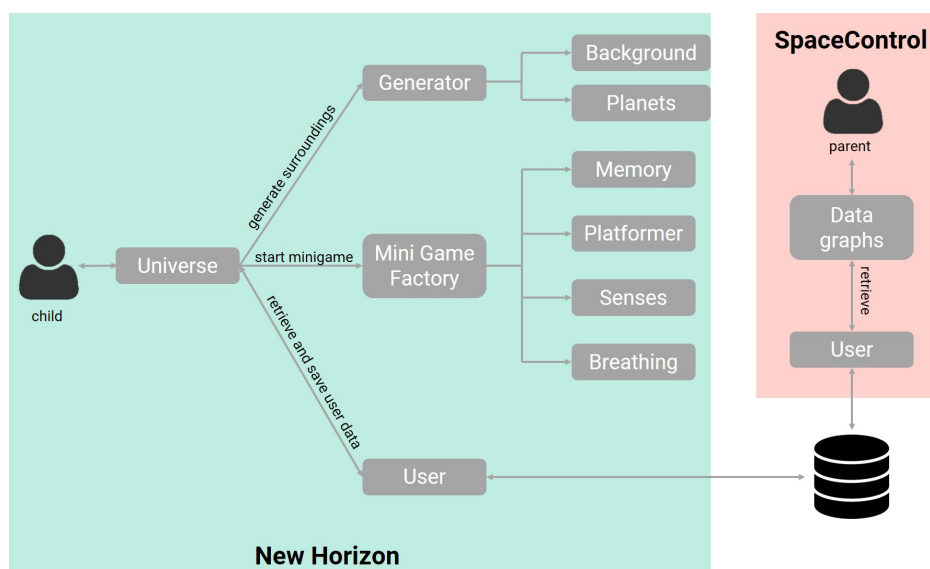 SpaceControl
Background
Generator
Planets
generate surroundings
parent
Memory
Data
graphs
Platformer
Universe
start minigame
Mini Game
Factory
retrieve
Senses
child
retrieve and save user data
User
Breathing
User
New Horizon